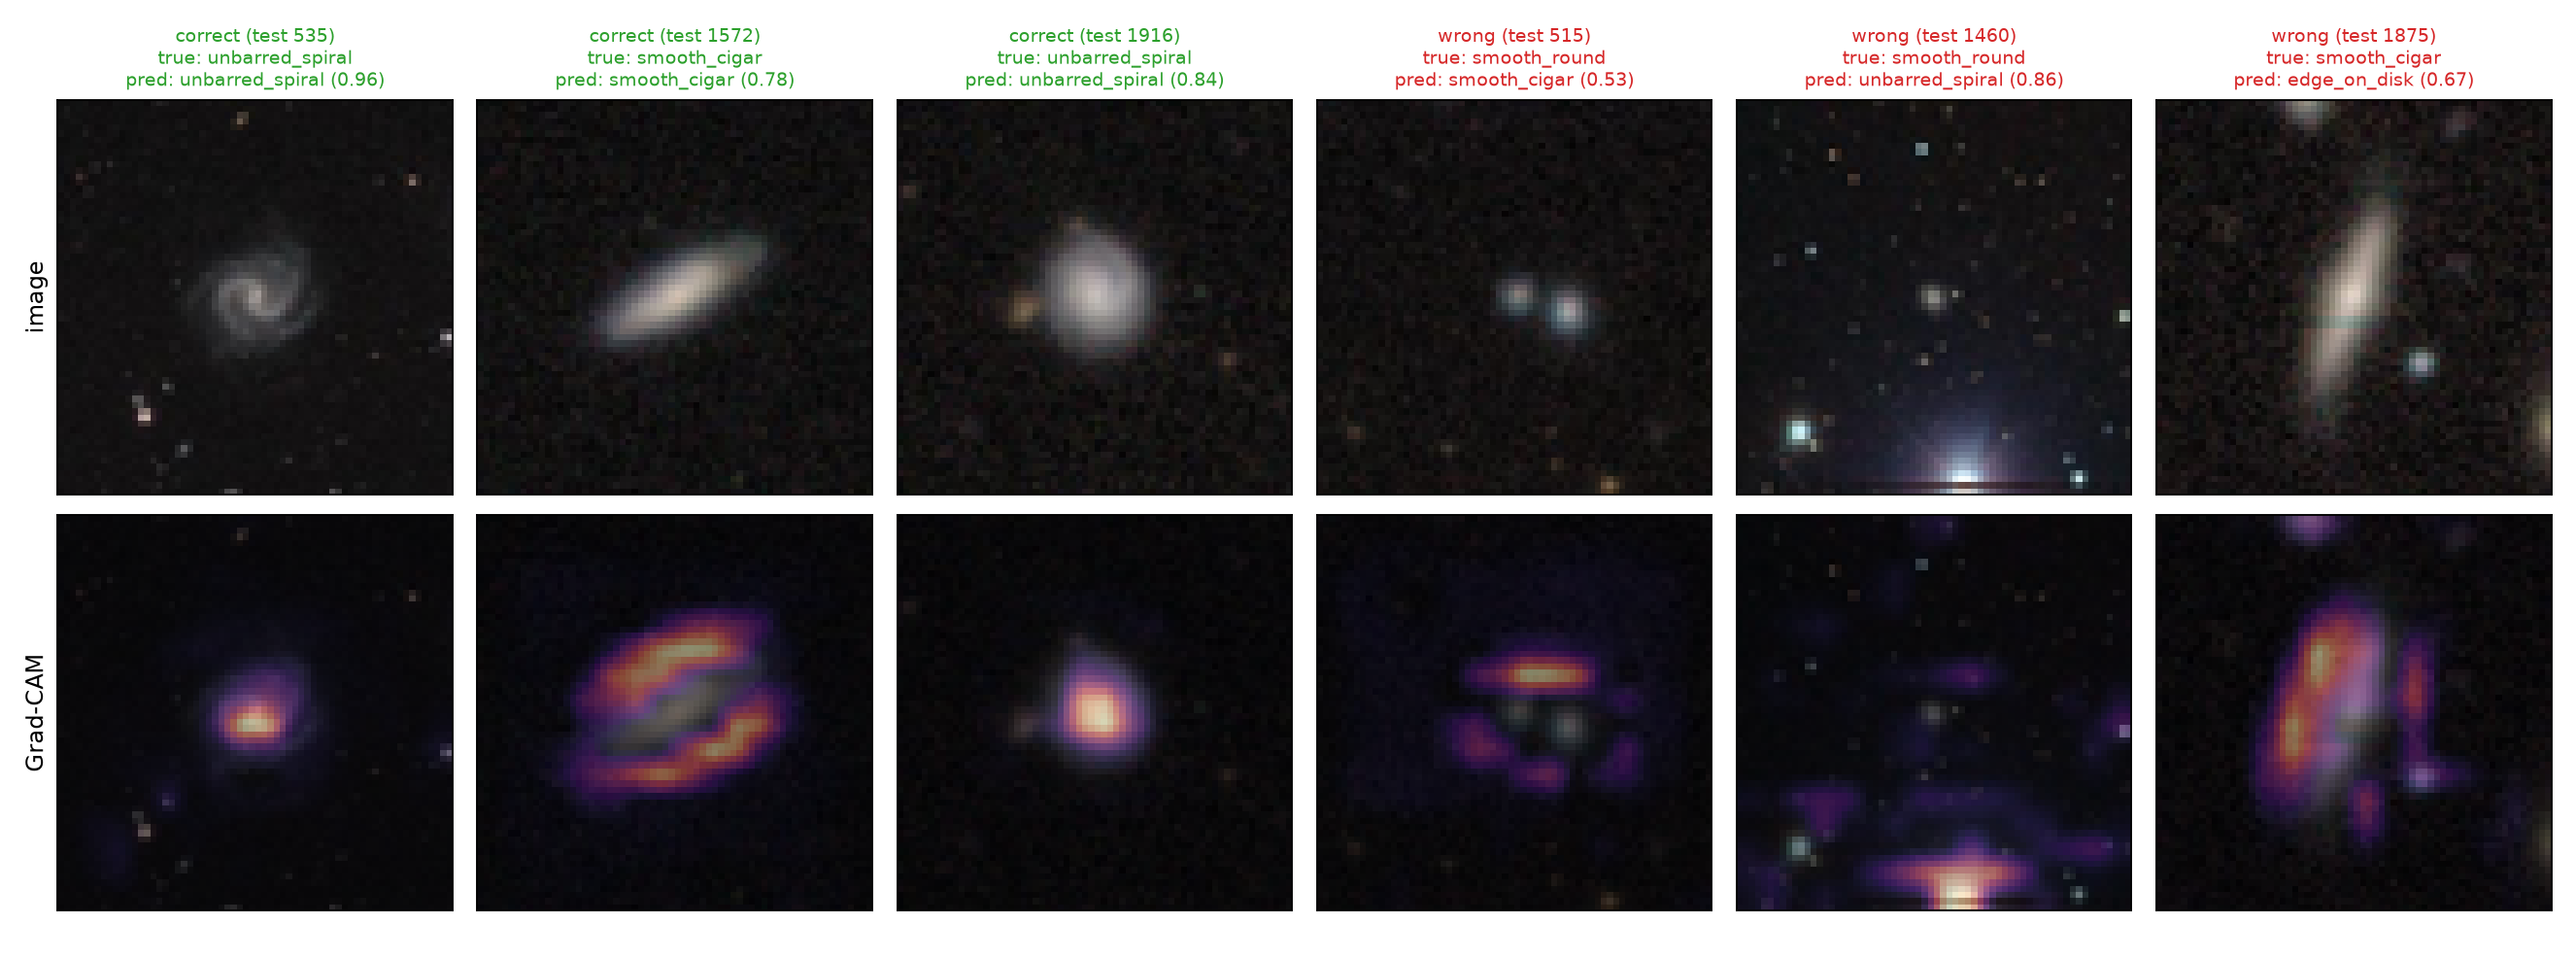 correct (test 535)
true: unbarred_spiral
pred: unbarred_spiral (0.96)
correct (test 1572)
true: smooth_cigar
pred: smooth_cigar (0.78)
correct (test 1916)
true: unbarred_spiral
pred: unbarred_spiral (0.84)
wrong (test 515)
true: smooth_round
pred: smooth_cigar (0.53)
wrong (test 1460)
true: smooth_round
pred: unbarred_spiral (0.86)
wrong (test 1875)
true: smooth_cigar
pred: edge_on_disk (0.67)
image
Grad-CAM